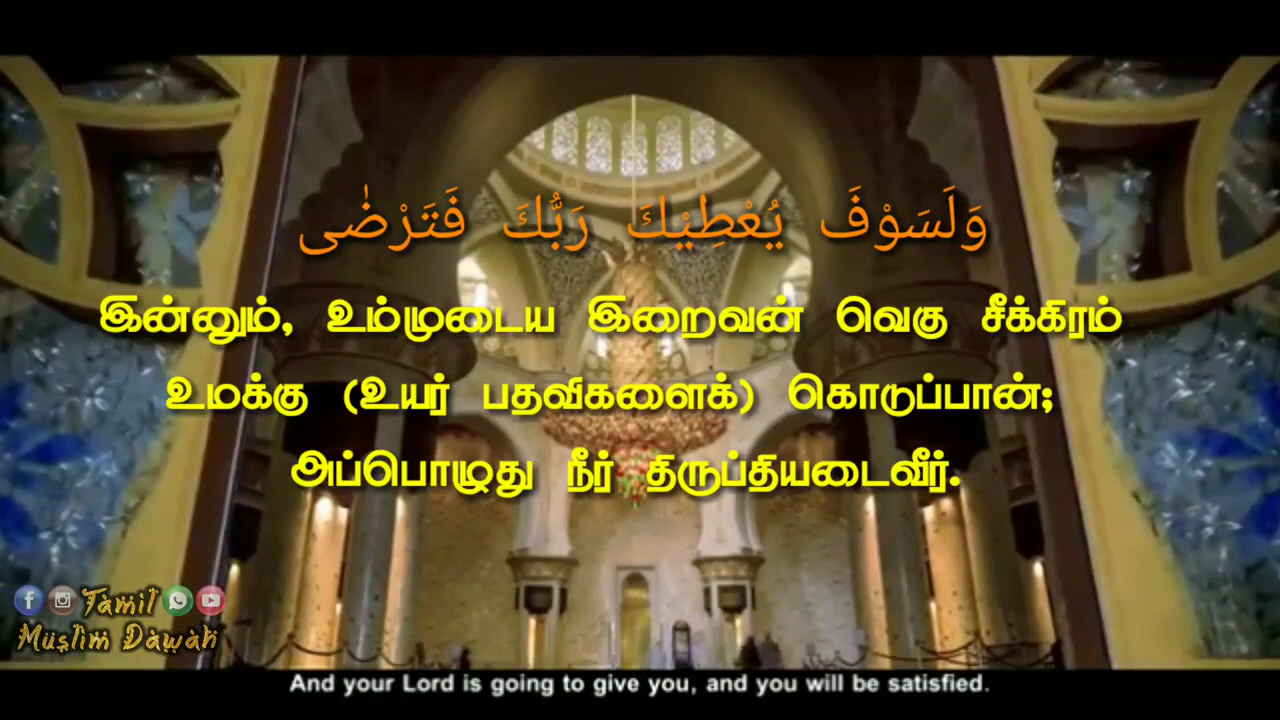 وَلَسَوْفَ يُعْطِيْكَ رَبُّكَ فَتَرْضٰى
இன்னும், உம்முடைய இறைவன் வெகு சீக்கிரம்
உமக்கு (உயர் பதவிகளைக்) கொடுப்பான்;
அப்பொழுது நீர் திருப்தியடைவீர்.
Tamil
Muslim Dawah
And your Lord is going to give you, and you will be satisfied.